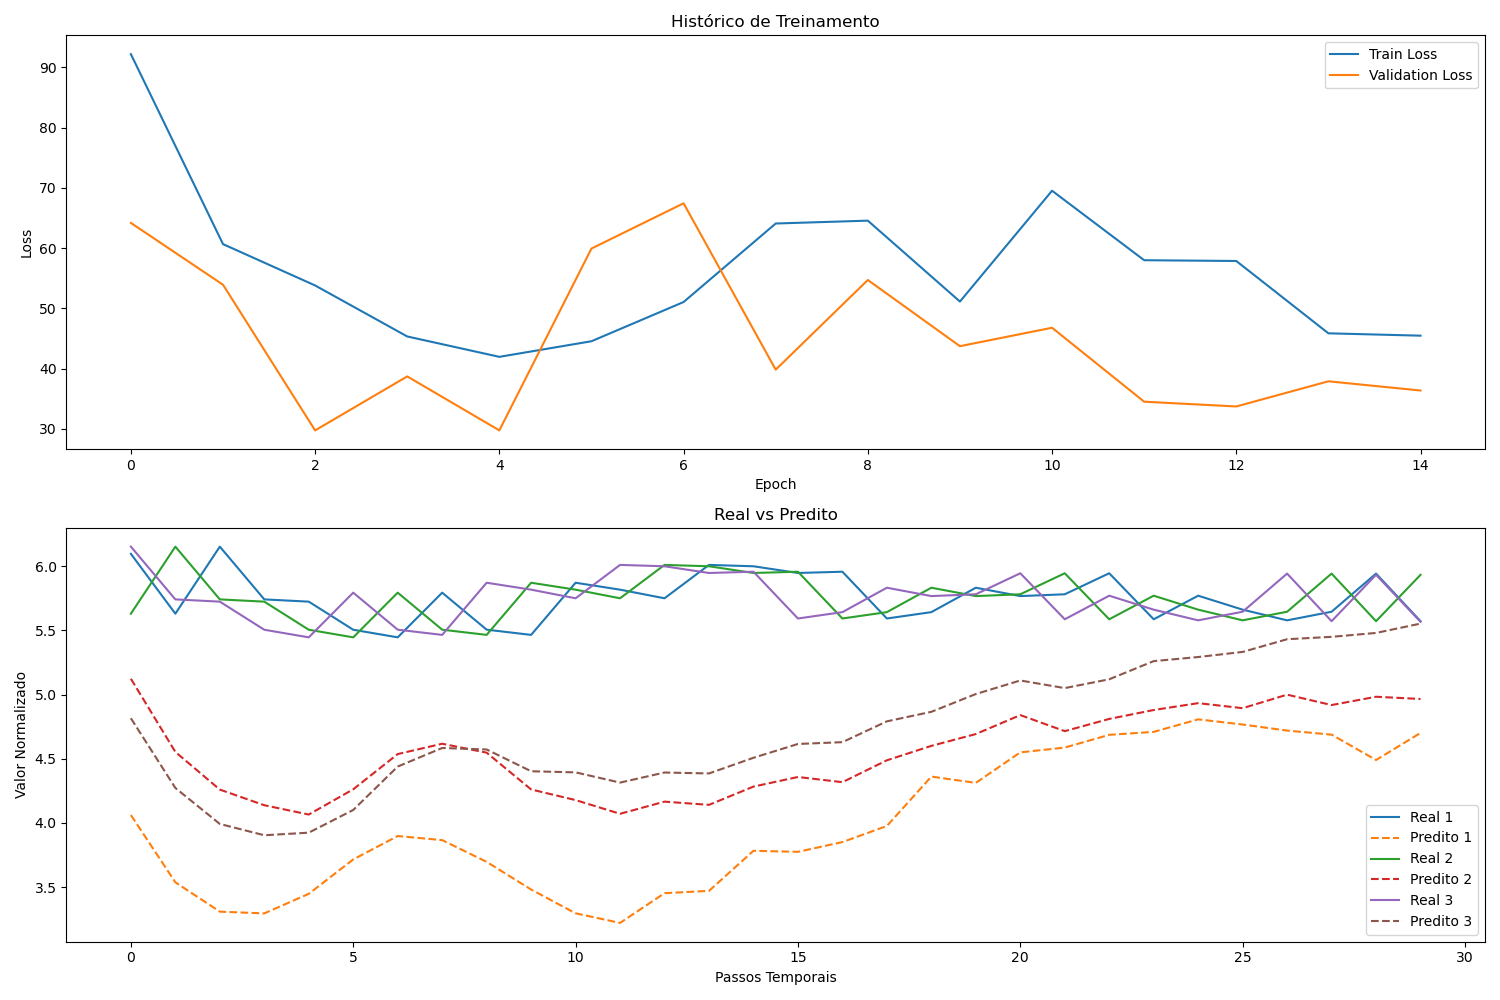 Histórico de Treinamento
Train Loss
Validation Loss
Loss
90
80
70
60
50
40
30
0 2 4 6 8 10 12 14
Epoch
Real vs Predito
Valor Normalizado
6.0
5.5
5.0
4.5
4.0
3.5
Real 1
Predito 1
Real 2
Predito 2
Real 3
Predito 3
0 5 10 15 20 25 30
Passos Temporais